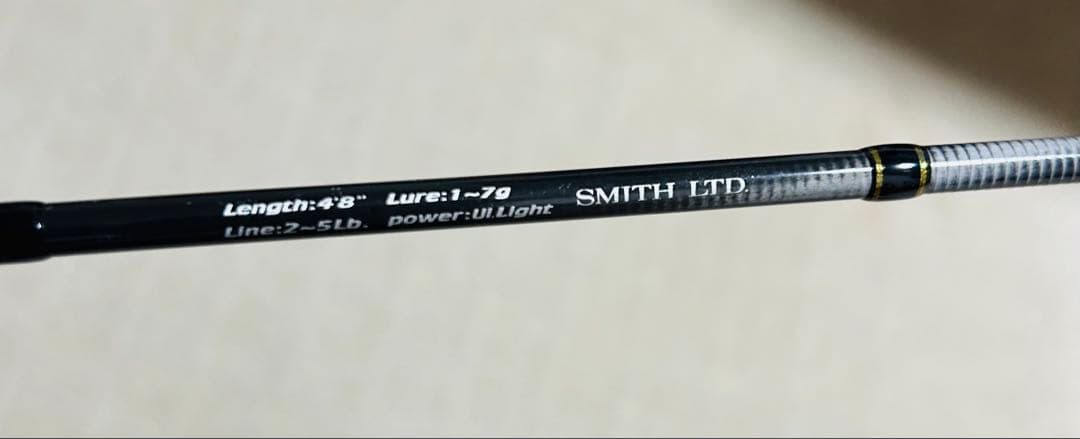 Length:4'8" Lure:1~7g SMITH LTD.
Line:2~5Lb. power:Ul.Light